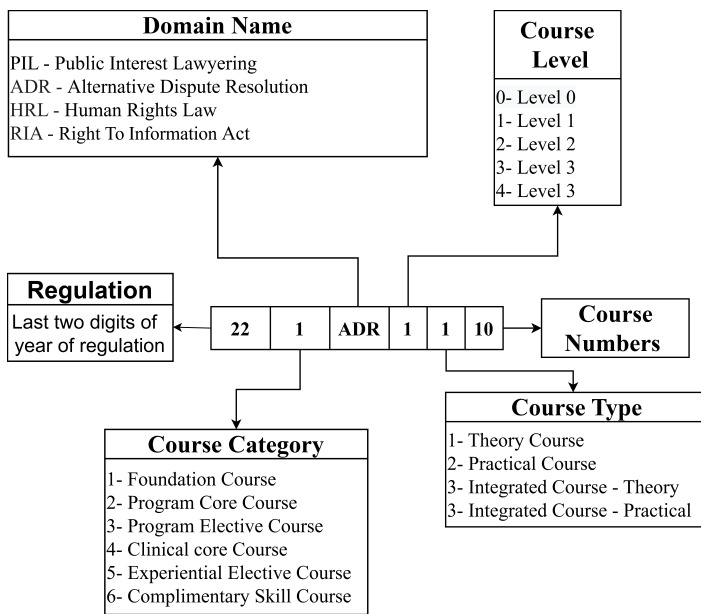 Domain Name
PIL - Public Interest Lawyering
ADR - Alternative Dispute Resolution
HRL - Human Rights Law
RIA - Right To Information Act
Course
Level
0- Level 0
1- Level 1
2- Level 2
3- Level 3
4- Level 3
Regulation
Last two digits of
year of regulation
22 1 ADR 1 1 10
Course
Numbers
Course Category
1- Foundation Course
2- Program Core Course
3- Program Elective Course
4- Clinical core Course
5- Experiential Elective Course
6- Complimentary Skill Course
Course Type
1- Theory Course
2- Practical Course
3- Integrated Course - Theory
3- Integrated Course - Practical